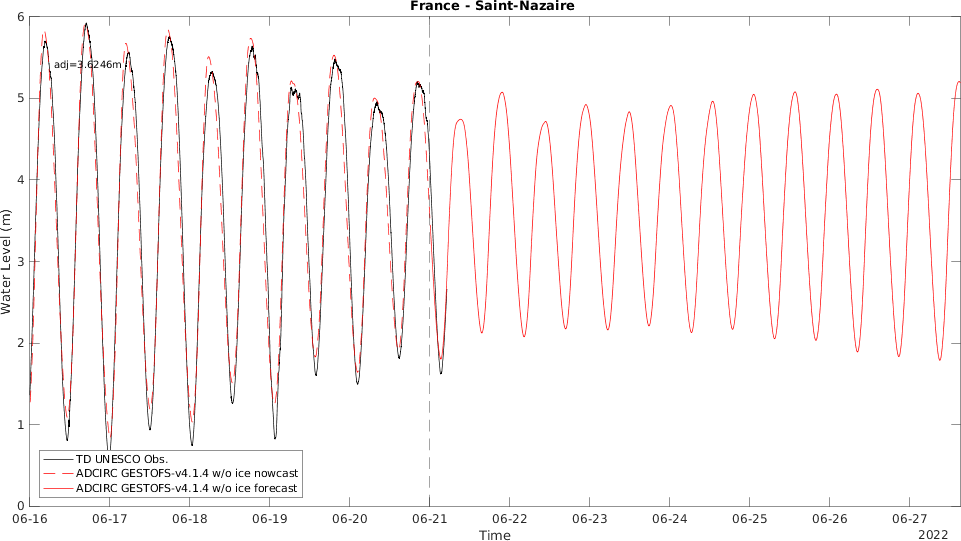 France - Saint-Nazaire
6
adj=3.6246m
5
4
3
2
1
0
Water Level (m)
TD UNESCO Obs.
ADCIRC GESTOFS-v4.1.4 w/o ice nowcast
ADCIRC GESTOFS-v4.1.4 w/o ice forecast
06-16 06-17 06-18 06-19 06-20 06-21 06-22 06-23 06-24 06-25 06-26 06-27
Time
2022